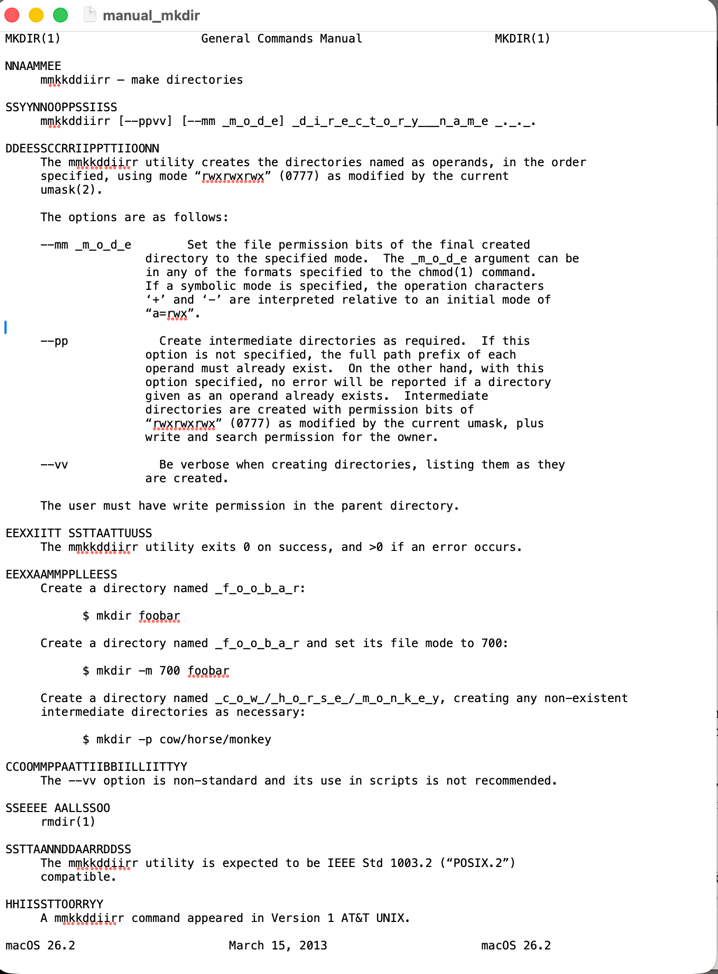 manual_mkdir
MKDIR(1)                    General Commands Manual                   MKDIR(1)
NNAAMMEE
     mmkkddiirr – make directories
SSYYNNOOPPSSIISS
     mmkkddiirr [--ppvv] [--mm _m_o_d_e] _d_i_r_e_c_t_o_r_y___n_a_m_e _._._.
DDEESSCCRRIIPPTTIIOONN
     The mmkkddiirr utility creates the directories named as operands, in the order
     specified, using mode “rwxrwxrwx” (0777) as modified by the current
     umask(2).
     The options are as follows:
     --mm _m_o_d_e        Set the file permission bits of the final created
                    directory to the specified mode.  The _m_o_d_e argument can be
                    in any of the formats specified to the chmod(1) command.
                    If a symbolic mode is specified, the operation characters
                    ‘+’ and ‘-’ are interpreted relative to an initial mode of
                    “a=rwx”.
     --pp             Create intermediate directories as required.  If this
                    option is not specified, the full path prefix of each
                    operand must already exist.  On the other hand, with this
                    option specified, no error will be reported if a directory
                    given as an operand already exists.  Intermediate
                    directories are created with permission bits of
                    “rwxrwxrwx” (0777) as modified by the current umask, plus
                    write and search permission for the owner.
     --vv             Be verbose when creating directories, listing them as they
                    are created.
     The user must have write permission in the parent directory.
EEXXIITT SSTTAATTUUSS
     The mmkkddiirr utility exits 0 on success, and >0 if an error occurs.
EEXXAAMMPPLLEESS
     Create a directory named _f_o_o_b_a_r:
           $ mkdir foobar
     Create a directory named _f_o_o_b_a_r and set its file mode to 700:
           $ mkdir -m 700 foobar
     Create a directory named _c_o_w_/_h_o_r_s_e_/_m_o_n_k_e_y, creating any non-existent
     intermediate directories as necessary:
           $ mkdir -p cow/horse/monkey
CCOOMMPPAATTIIBBIILLIITTYY
     The --vv option is non-standard and its use in scripts is not recommended.
SSEEEE AALLSSOO
     rmdir(1)
SSTTAANNDDAARRDDSS
     The mmkkddiirr utility is expected to be IEEE Std 1003.2 (“POSIX.2”)
     compatible.
HHIISSTTOORRYY
     A mmkkddiirr command appeared in Version 1 AT&T UNIX.
macOS 26.2                      March 15, 2013                      macOS 26.2